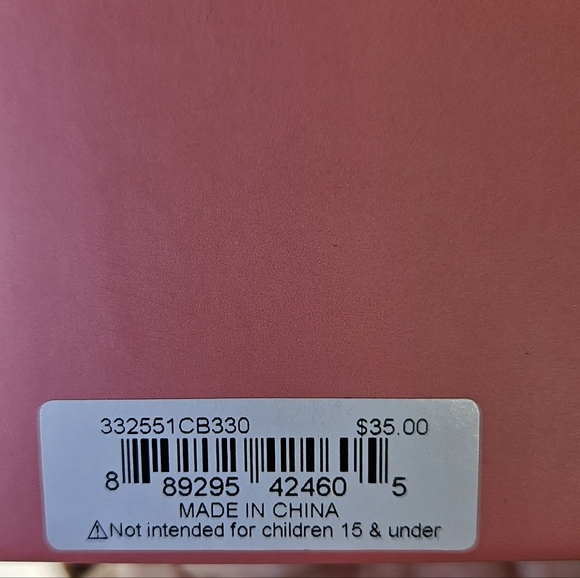 332551CB330 $35.00
8 89295 42460 5
MADE IN CHINA
⚠Not intended for children 15 & under